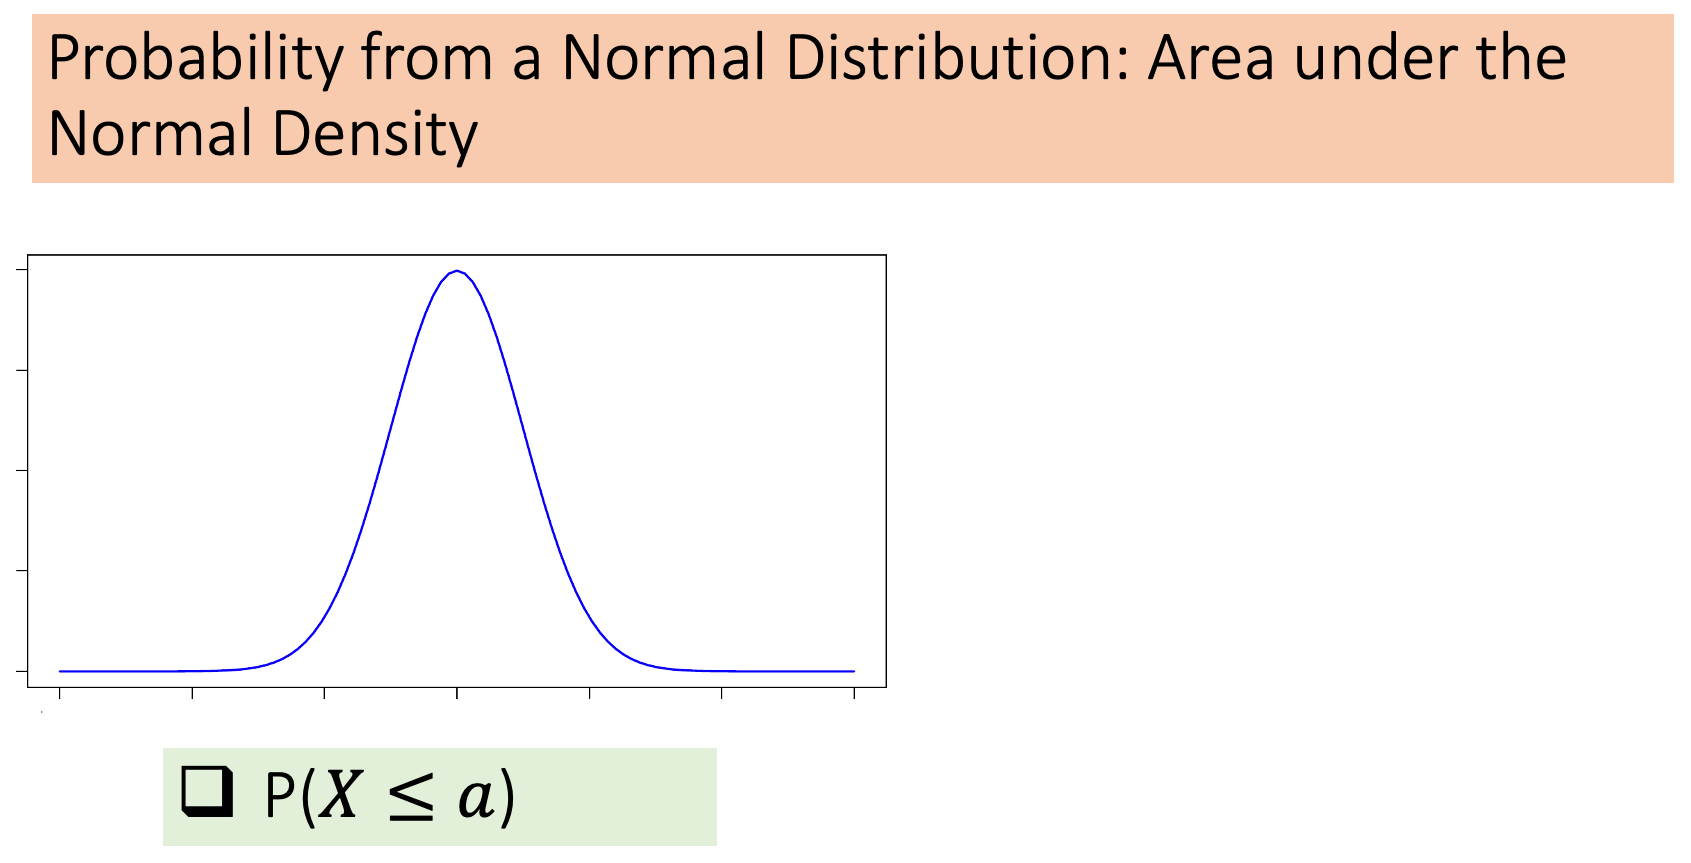 Probability from a Normal Distribution: Area under the
Normal Density
❑ P(X ≤ a)